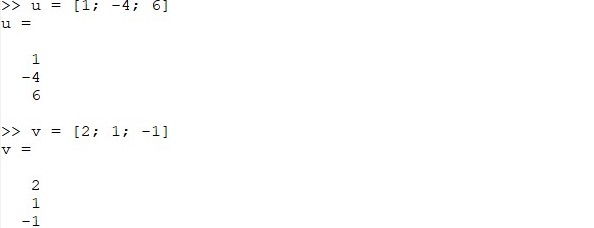 >> u = [1; -4; 6]
u =
1
-4
6
>> v = [2; 1; -1]
v =
2
1
-1